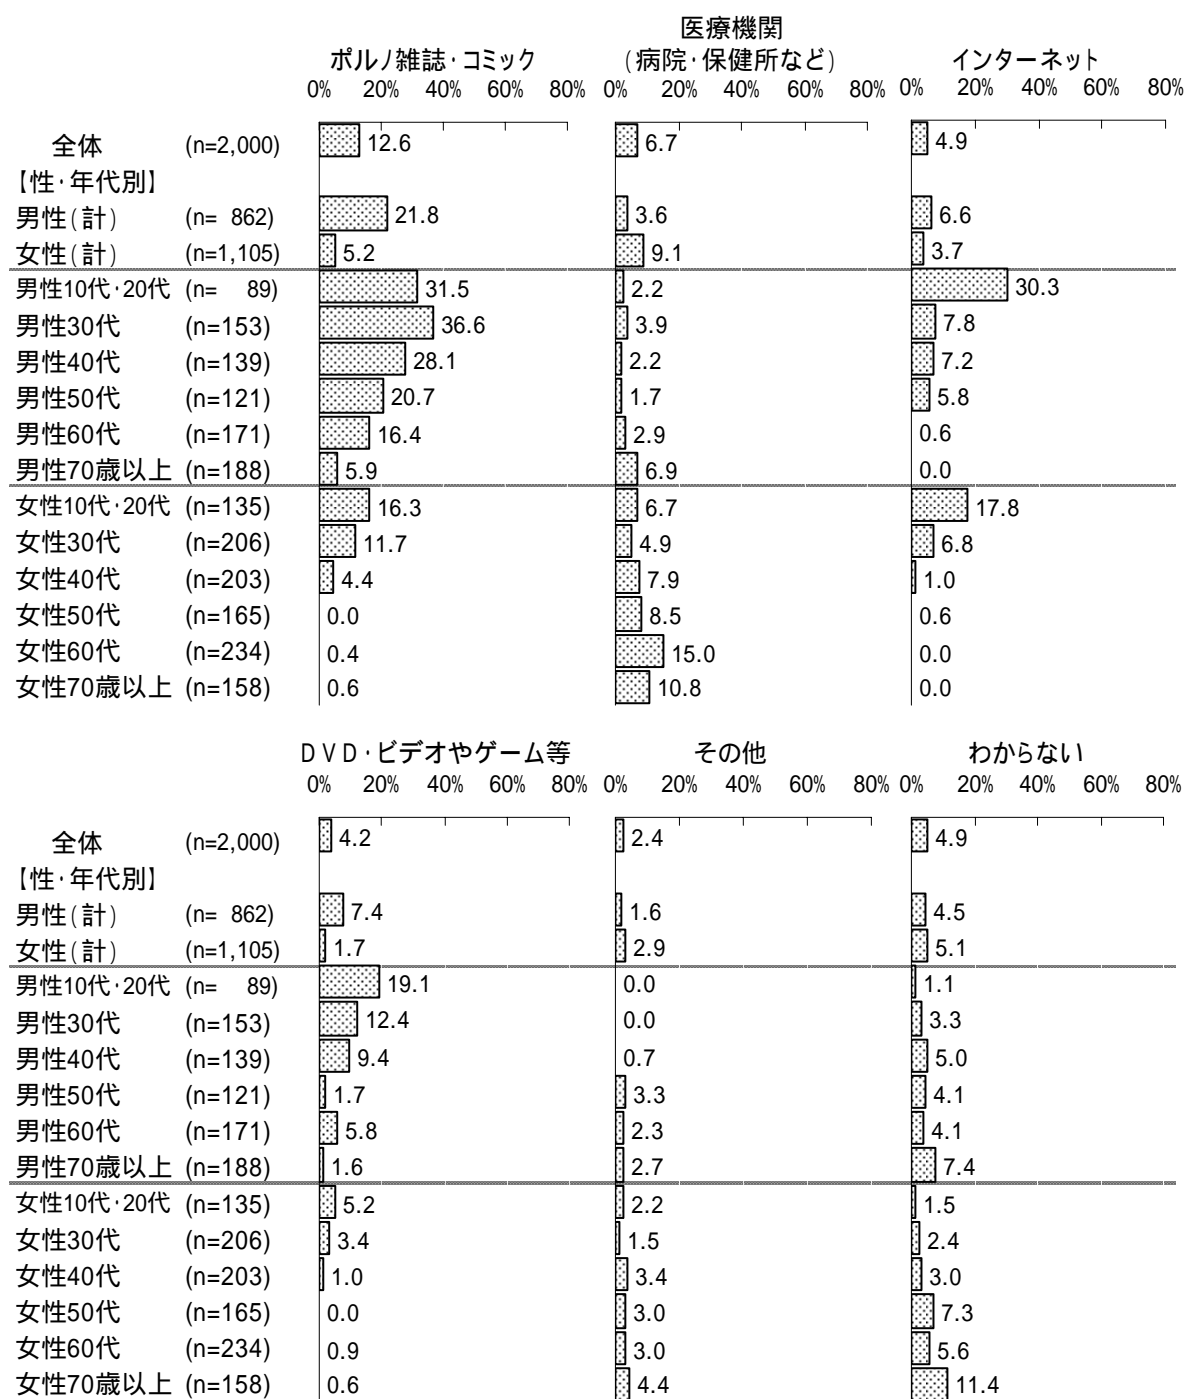 医療機関
ポルノ雑誌・コミック (病院・保健所など) インターネット
0% 20% 40% 60% 80% 0% 20% 40% 60% 80% 0% 20% 40% 60% 80%
全体 (n=2,000) 12.6 6.7 4.9
【性・年代別】
男性(計) (n= 862) 21.8 3.6 6.6
女性(計) (n=1,105) 5.2 9.1 3.7
男性10代・20代 (n= 89) 31.5 2.2 30.3
男性30代 (n=153) 36.6 3.9 7.8
男性40代 (n=139) 28.1 2.2 7.2
男性50代 (n=121) 20.7 1.7 5.8
男性60代 (n=171) 16.4 2.9 0.6
男性70歳以上 (n=188) 5.9 6.9 0.0
女性10代・20代 (n=135) 16.3 6.7 17.8
女性30代 (n=206) 11.7 4.9 6.8
女性40代 (n=203) 4.4 7.9 1.0
女性50代 (n=165) 0.0 8.5 0.6
女性60代 (n=234) 0.4 15.0 0.0
女性70歳以上 (n=158) 0.6 10.8 0.0
DVD・ビデオやゲーム等 その他 わからない
0% 20% 40% 60% 80% 0% 20% 40% 60% 80% 0% 20% 40% 60% 80%
全体 (n=2,000) 4.2 2.4 4.9
【性・年代別】
男性(計) (n= 862) 7.4 1.6 4.5
女性(計) (n=1,105) 1.7 2.9 5.1
男性10代・20代 (n= 89) 19.1 0.0 1.1
男性30代 (n=153) 12.4 0.0 3.3
男性40代 (n=139) 9.4 0.7 5.0
男性50代 (n=121) 1.7 3.3 4.1
男性60代 (n=171) 5.8 2.3 4.1
男性70歳以上 (n=188) 1.6 2.7 7.4
女性10代・20代 (n=135) 5.2 2.2 1.5
女性30代 (n=206) 3.4 1.5 2.4
女性40代 (n=203) 1.0 3.4 3.0
女性50代 (n=165) 0.0 3.0 7.3
女性60代 (n=234) 0.9 3.0 5.6
女性70歳以上 (n=158) 0.6 4.4 11.4